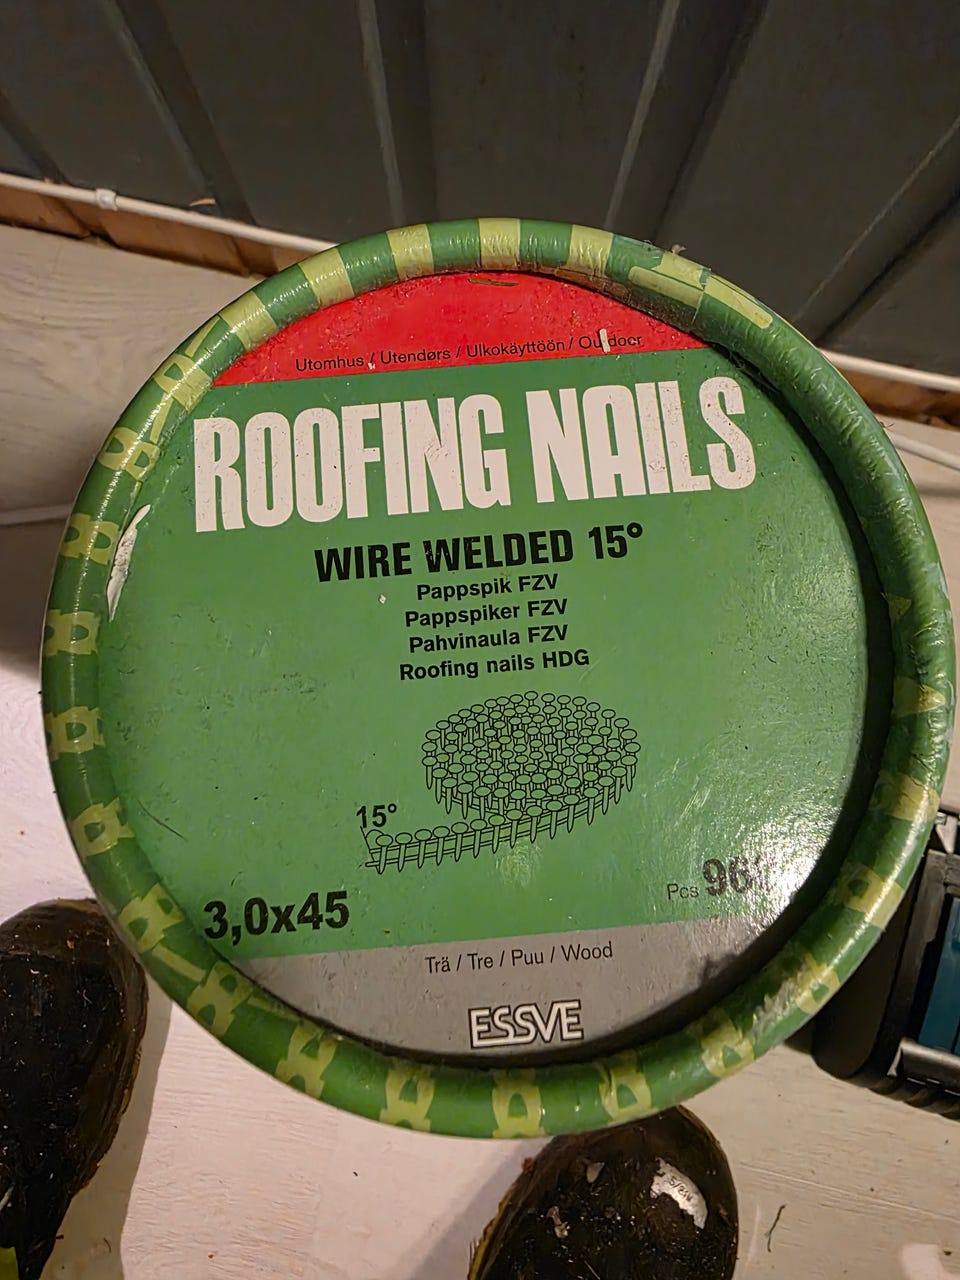 Utomhus / Utendørs / Ulkokäyttöön / Outdoor
ROOFING NAILS
WIRE WELDED 15°
Pappspik FZV
Pappspiker FZV
Pahvinaula FZV
Roofing nails HDG
15°
Pcs
3,0x45
Trä / Tre / Puu / Wood
ESSVE